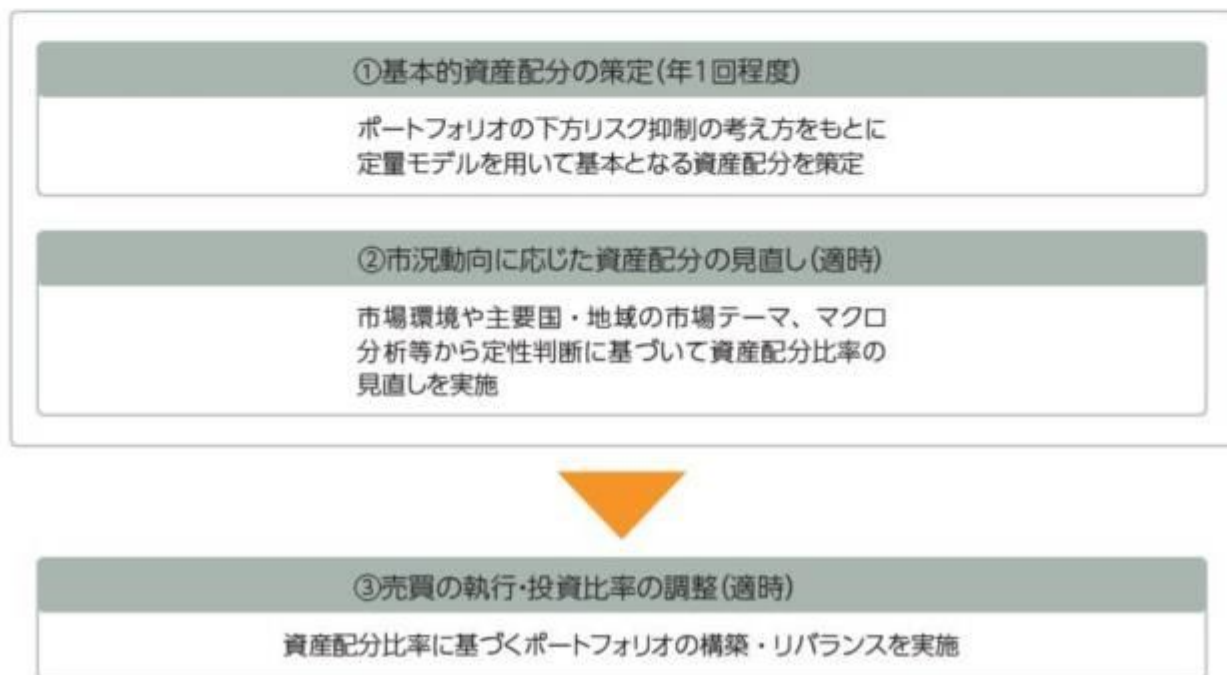 ①基本的資産配分の策定(年1回程度)
ポートフォリオの下方リスク抑制の考え方をもとに
定量モデルを用いて基本となる資産配分を策定
②市況動向に応じた資産配分の見直し(適時)
市場環境や主要国・地域の市場テーマ、マクロ
分析等から定性判断に基づいて資産配分比率の
見直しを実施
③売買の執行・投資比率の調整(適時)
資産配分比率に基づくポートフォリオの構築・リバランスを実施